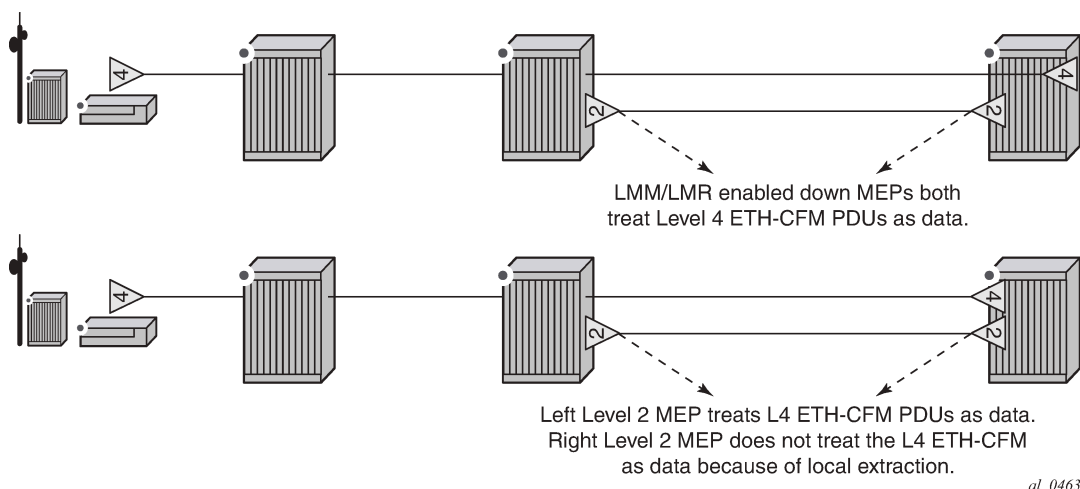 4
4
2
2
LMM/LMR enabled down MEPs both
treat Level 4 ETH-CFM PDUs as data.
4
4
2
2
Left Level 2 MEP treats L4 ETH-CFM PDUs as data.
Right Level 2 MEP does not treat the L4 ETH-CFM
as data because of local extraction.
al_0463